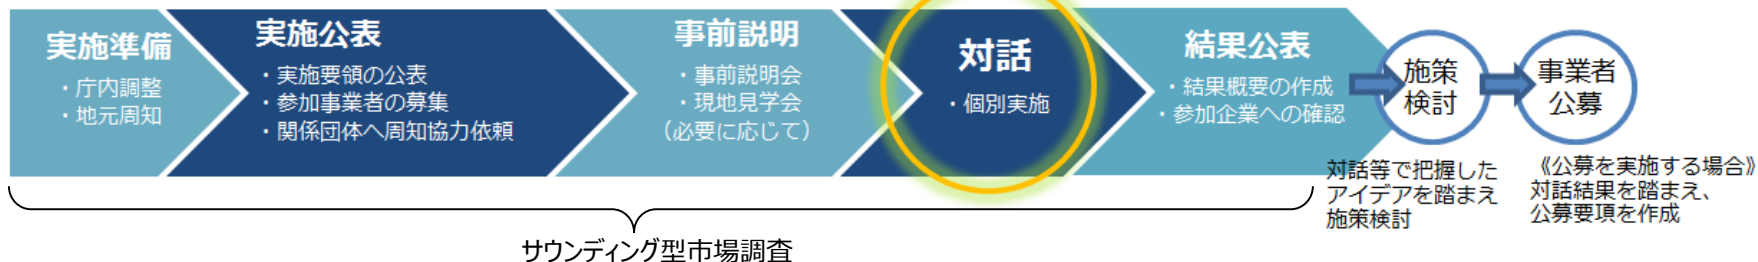 実施準備
・庁内調整
・地元周知
実施公表
・実施要領の公表
・参加事業者の募集
・関係団体へ周知協力依頼
事前説明
・事前説明会
・現地見学会
（必要に応じて）
対話
・個別実施
結果公表
・結果概要の作成
・参加企業への確認
施策
検討
事業者
公募
対話等で把握した
アイデアを踏まえ
施策検討
《公募を実施する場合》
対話結果を踏まえ、
公募要項を作成
サウンディング型市場調査